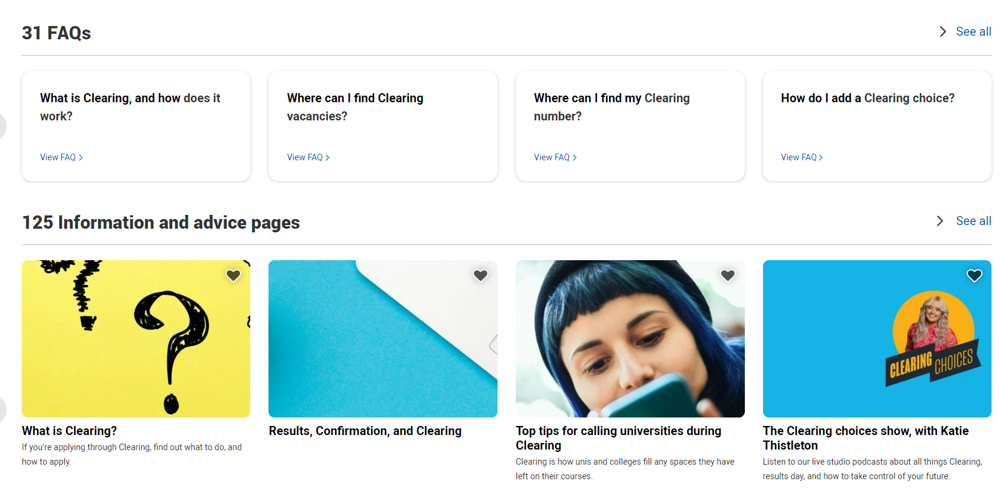 31 FAQs
See all
What is Clearing, and how does it
work?
View FAQ
Where can I find Clearing
vacancies?
View FAQ
Where can I find my Clearing
number?
View FAQ
How do I add a Clearing choice?
View FAQ
125 Information and advice pages
See all
What is Clearing?
If you're applying through Clearing, find out what to do, and
how to apply.
Results, Confirmation, and Clearing
Top tips for calling universities during
Clearing
Clearing is how unis and colleges fill any spaces they have
left on their courses.
CLEARING CHOICES
The Clearing choices show, with Katie
Thistleton
Listen to our live studio podcasts about all things Clearing,
results day, and how to take control of your future.